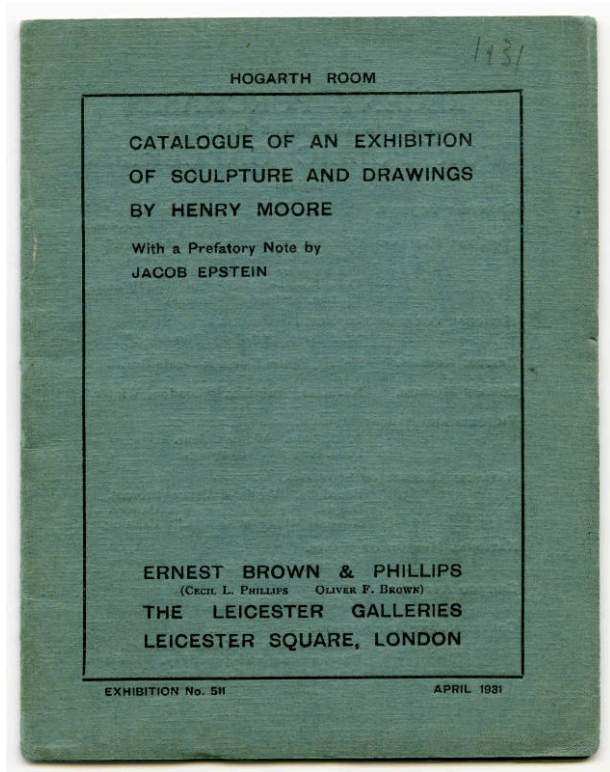 1931
HOGARTH ROOM
CATALOGUE OF AN EXHIBITION
OF SCULPTURE AND DRAWINGS
BY HENRY MOORE
With a Prefatory Note by
JACOB EPSTEIN
ERNEST BROWN & PHILLIPS
(CECIL L. PHILLIPS OLIVER F. BROWN)
THE LEICESTER GALLERIES
LEICESTER SQUARE, LONDON
EXHIBITION No. 511 APRIL 1931